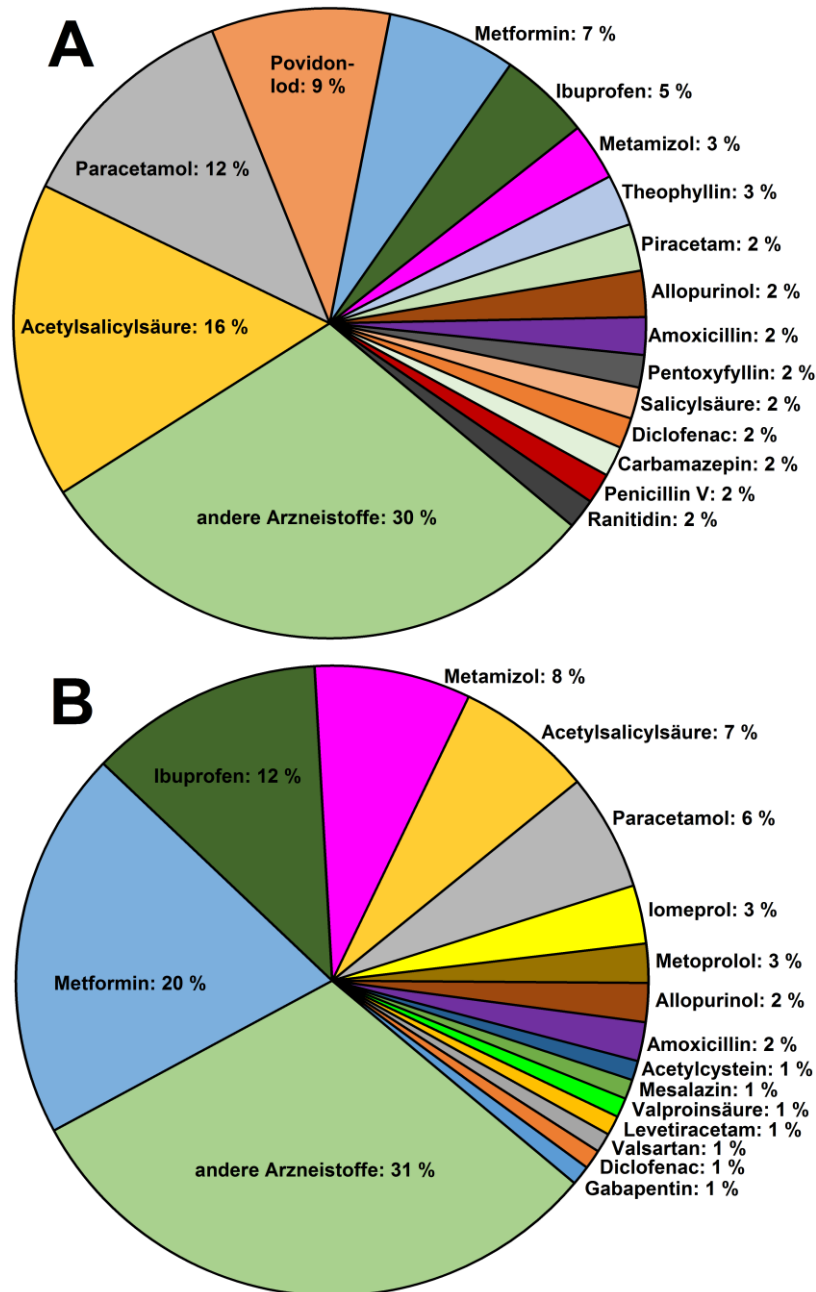 A
Povidon-
Iod: 9 %
Metformin: 7 %
Ibuprofen: 5 %
Metamizol: 3 %
Paracetamol: 12 %
Theophyllin: 3 %
Piracetam: 2 %
Allopurinol: 2 %
Acetylsalicylsäure: 16 %
Amoxicillin: 2 %
Pentoxyfyllin: 2 %
Salicylsäure: 2 %
Diclofenac: 2 %
Carbamazepin: 2 %
Penicillin V: 2 %
andere Arzneistoffe: 30 %
Ranitidin: 2 %
B
Metamizol: 8 %
Acetylsalicylsäure: 7 %
Ibuprofen: 12 %
Paracetamol: 6 %
Iomeprol: 3 %
Metoprolol: 3 %
Metformin: 20 %
Allopurinol: 2 %
Amoxicillin: 2 %
Acetylcystein: 1 %
Mesalazin: 1 %
Valproinsäure: 1 %
Levetiracetam: 1 %
Valsartan: 1 %
Diclofenac: 1 %
andere Arzneistoffe: 31 %
Gabapentin: 1 %